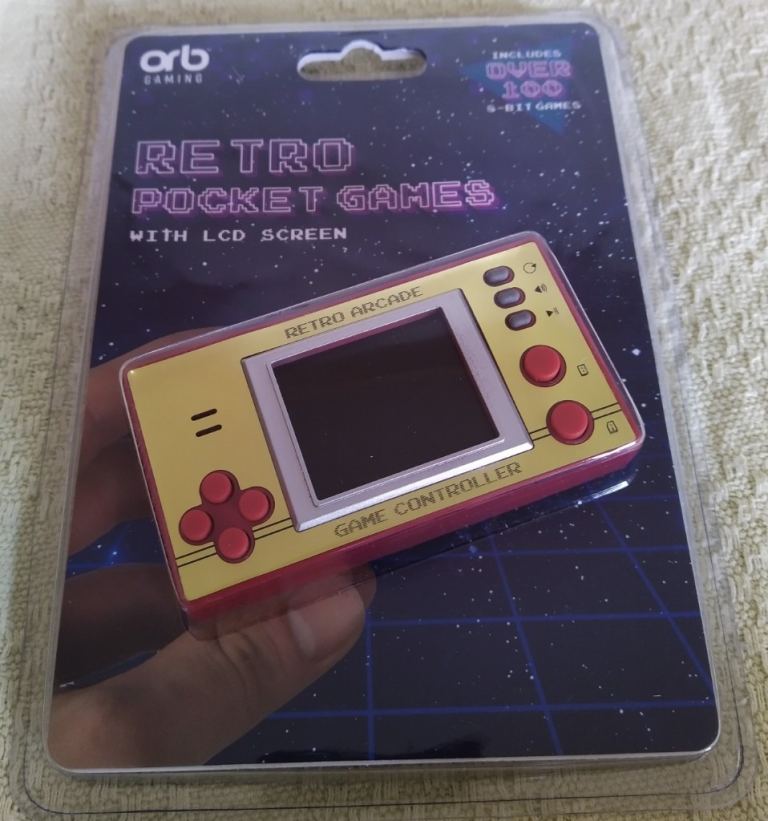 orb
GAMING
INCLUDES
OVER
100
8-BIT GAMES
RETRO
POCKET GAMES
WITH LCD SCREEN
RETRO ARCADE
GAME CONTROLLER